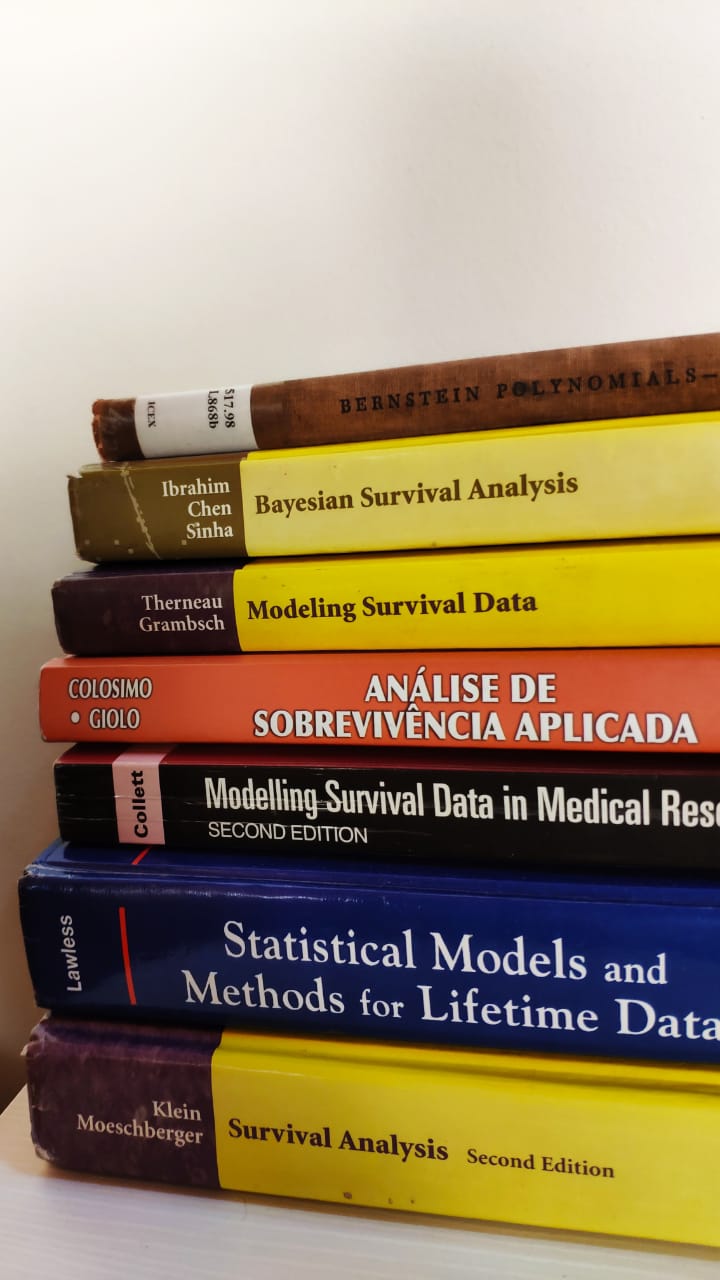 517.98
L868b
ICEX
BERNSTEIN POLYNOMIALS—
Ibrahim
Chen
Sinha
Bayesian Survival Analysis
Therneau
Grambsch
Modeling Survival Data
COLOSIMO
• GIOLO
ANÁLISE DE
SOBREVIVÊNCIA APLICADA
Collett
Modelling Survival Data in Medical Res
SECOND EDITION
Lawless
Statistical Models and
Methods for Lifetime Data
Klein
Moeschberger
Survival Analysis Second Edition